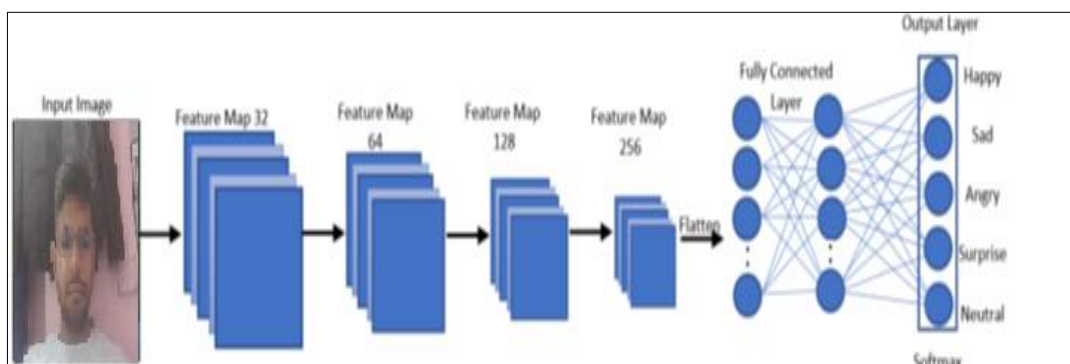 Input Image
Feature Map 32
Feature Map
64
Feature Map
128
Feature Map
256
Flatten
Fully Connected
Layer
Output Layer
Happy
Sad
Angry
Surprise
Neutral
Softmax